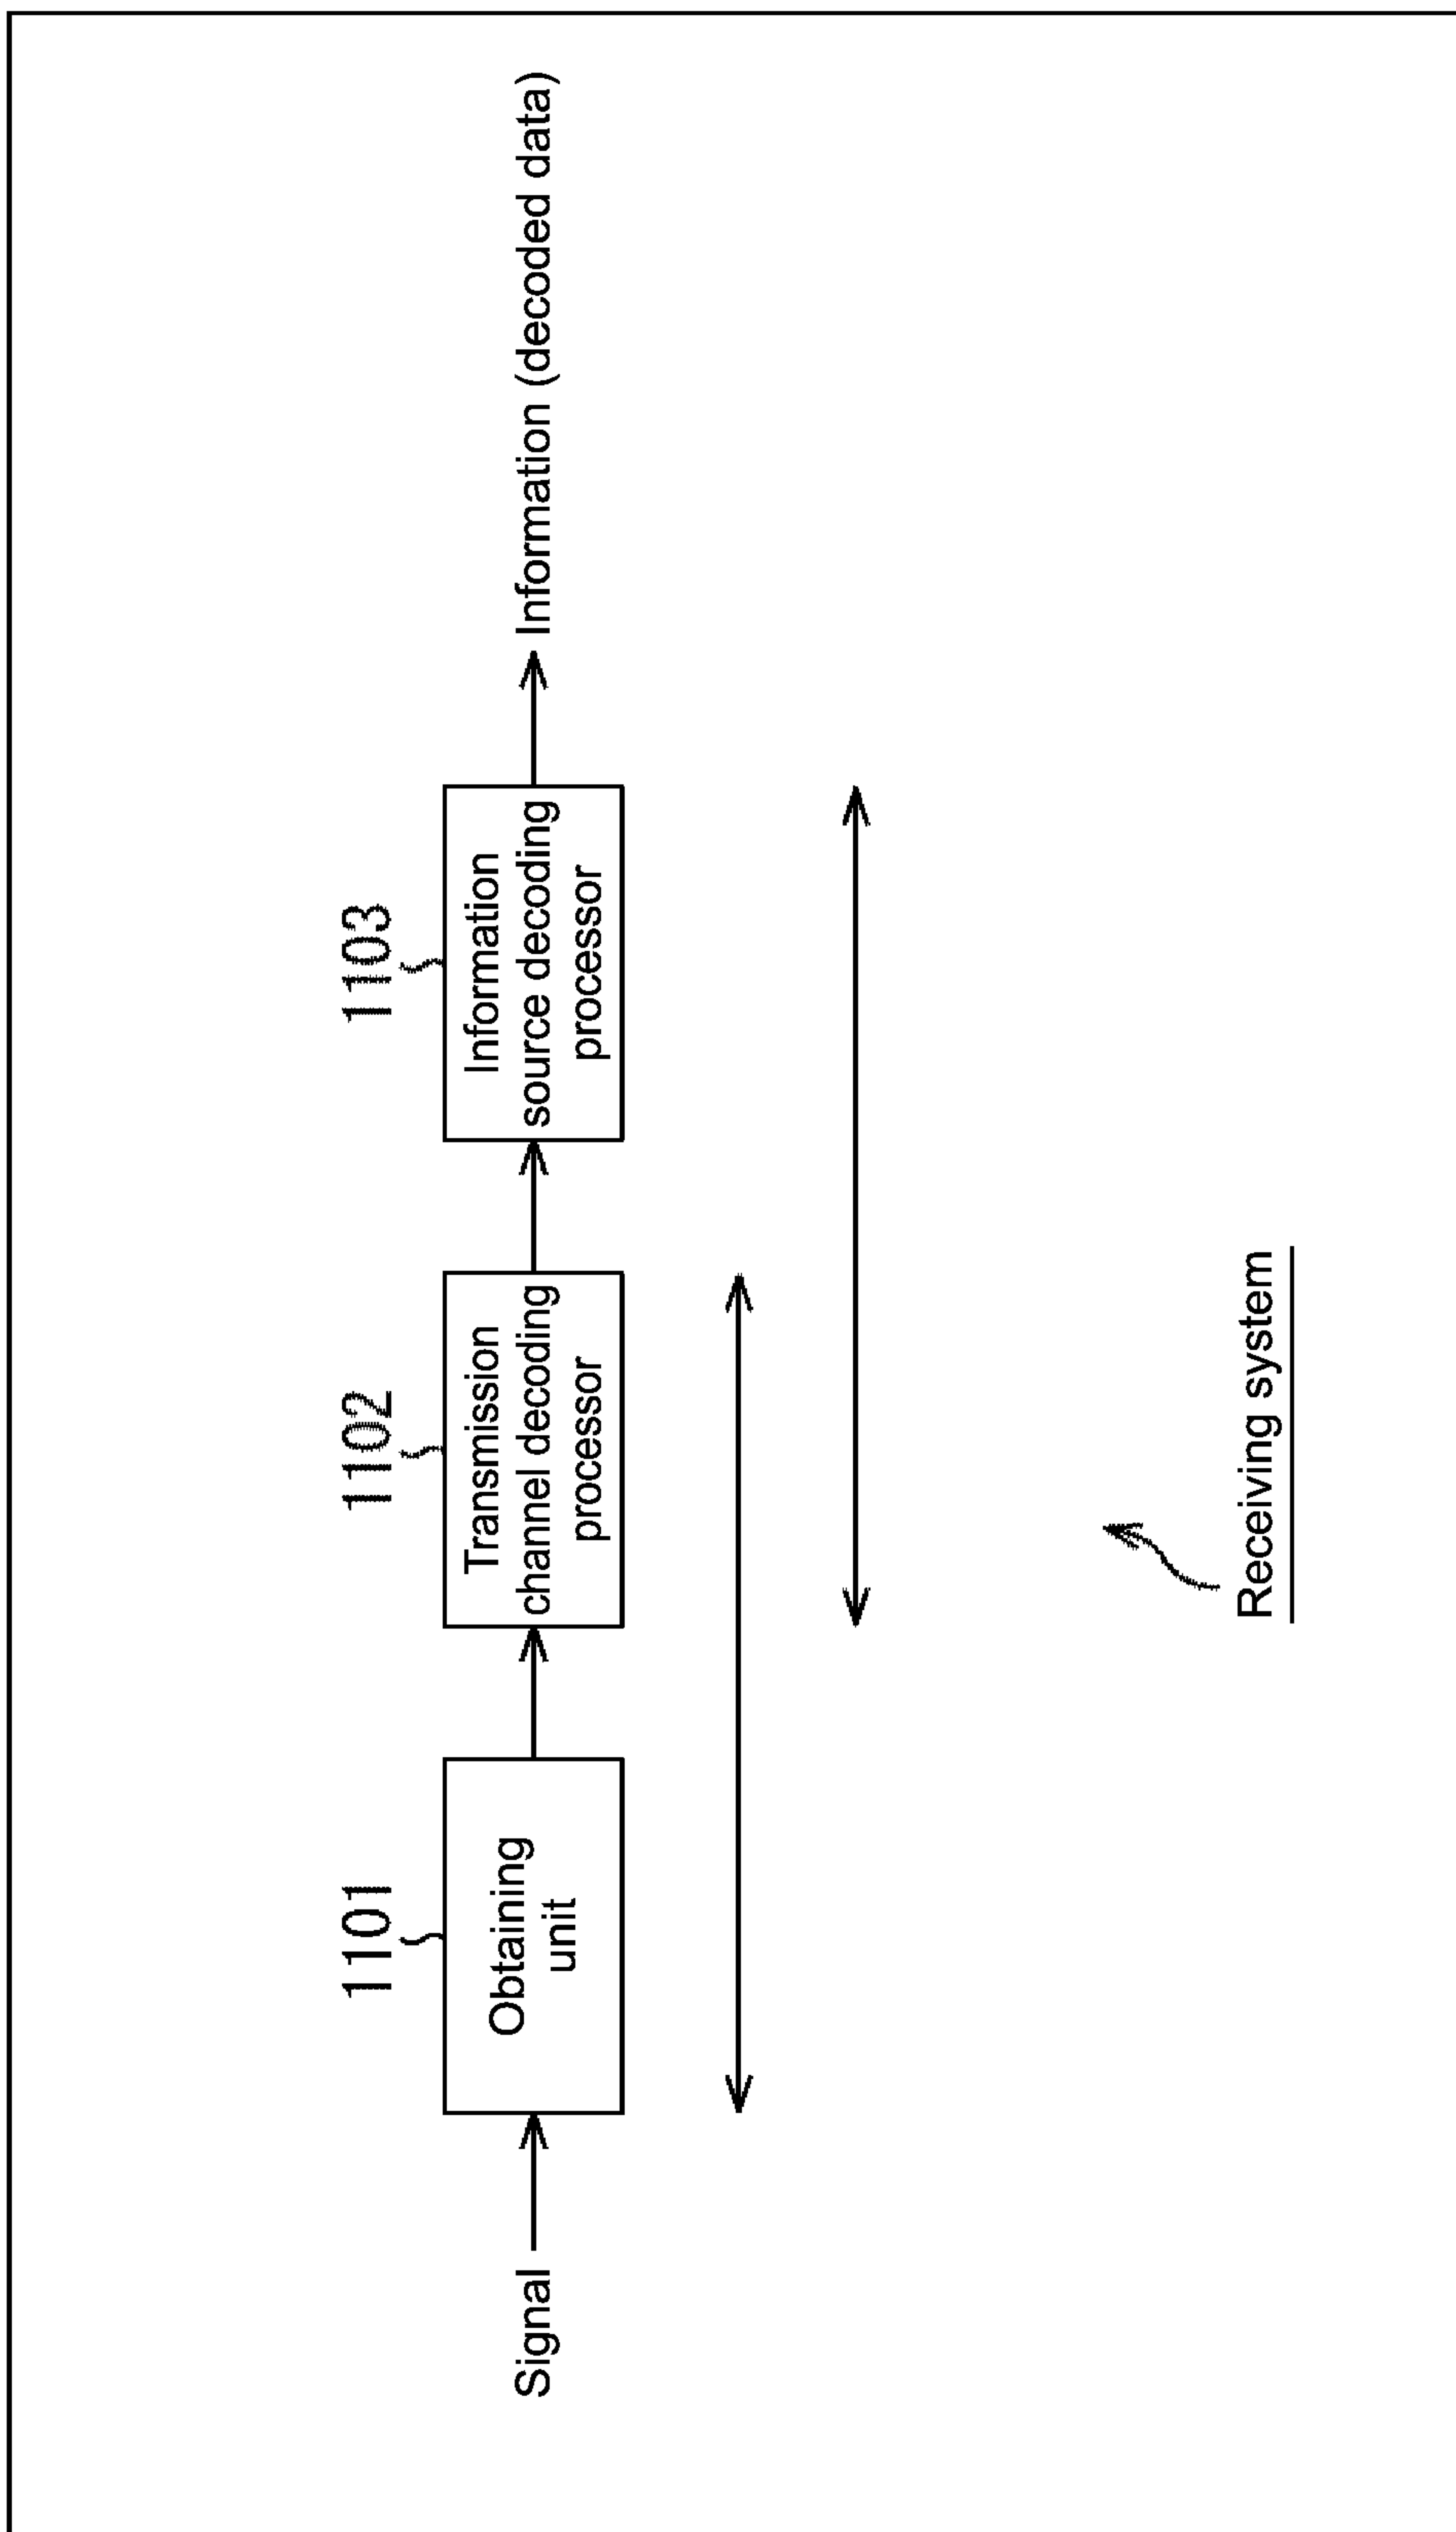 Signal
1101
Obtaining
unit
1102
Transmission
channel decoding
processor
1103
Information
source decoding
processor
Information (decoded data)
Receiving system